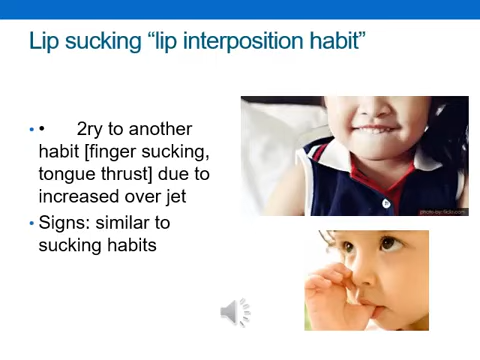 Lip sucking “lip interposition habit”
• • 2ry to another
habit [finger sucking,
tongue thrust] due to
increased over jet
• Signs: similar to
sucking habits